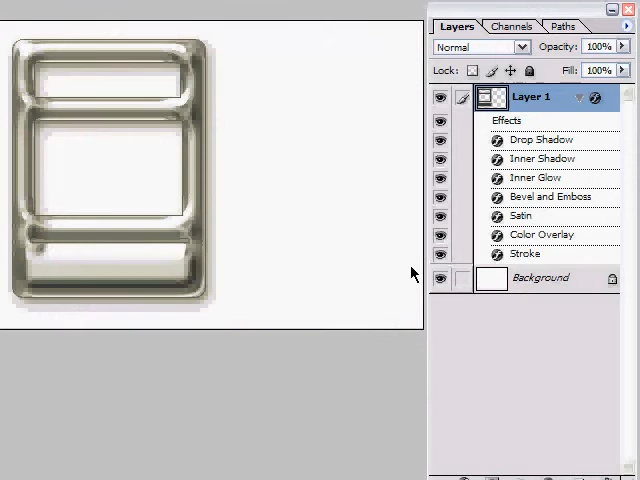 Layers Channels Paths
Normal Opacity: 100%
Lock: Fill: 100%
Layer 1
Effects
Drop Shadow
Inner Shadow
Inner Glow
Bevel and Emboss
Satin
Color Overlay
Stroke
Background